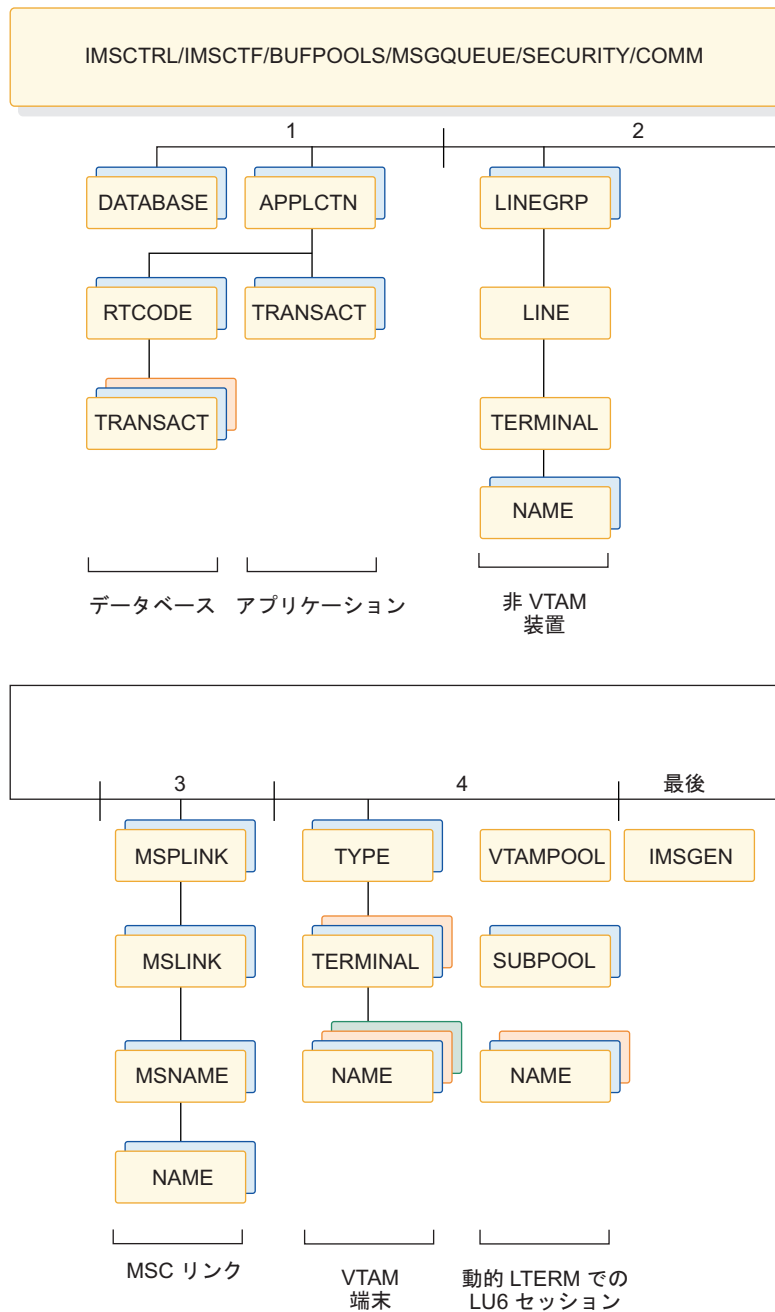 IMSCTRL/IMSCTF/BUFPOOLS/MSGQUEUE/SECURITY/COMM
1
2
DATABASE
APPLCTN
LINEGRP
RTCODE
TRANSACT
LINE
TRANSACT
TERMINAL
NAME
データベース
アプリケーション
非 VTAM
装置
3
4
最後
MSPLINK
TYPE
VTAMPOOL
IMSGEN
MSLINK
TERMINAL
SUBPOOL
MSNAME
NAME
NAME
NAME
MSC リンク
VTAM
端末
動的 LTERM での
LU6 セッション